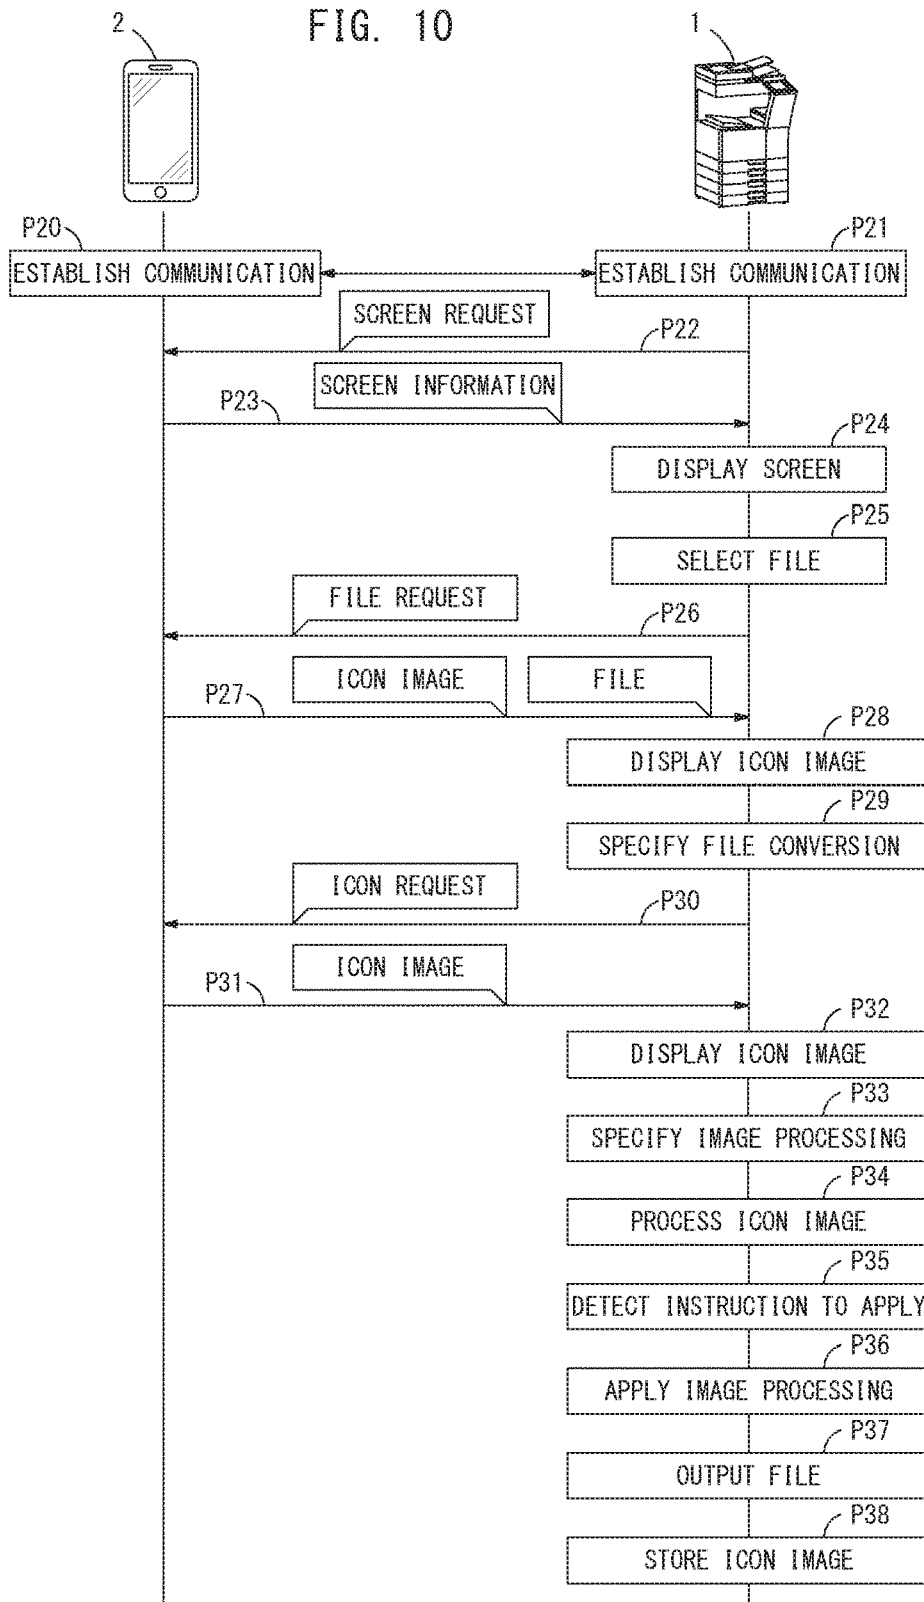 FIG. 10
2
1
P20
P21
ESTABLISH COMMUNICATION
ESTABLISH COMMUNICATION
SCREEN REQUEST
P22
SCREEN INFORMATION
P23
P24
DISPLAY SCREEN
P25
SELECT FILE
FILE REQUEST
P26
ICON IMAGE
FILE
P27
P28
DISPLAY ICON IMAGE
P29
SPECIFY FILE CONVERSION
ICON REQUEST
P30
ICON IMAGE
P31
P32
DISPLAY ICON IMAGE
P33
SPECIFY IMAGE PROCESSING
P34
PROCESS ICON IMAGE
P35
DETECT INSTRUCTION TO APPLY
P36
APPLY IMAGE PROCESSING
P37
OUTPUT FILE
P38
STORE ICON IMAGE